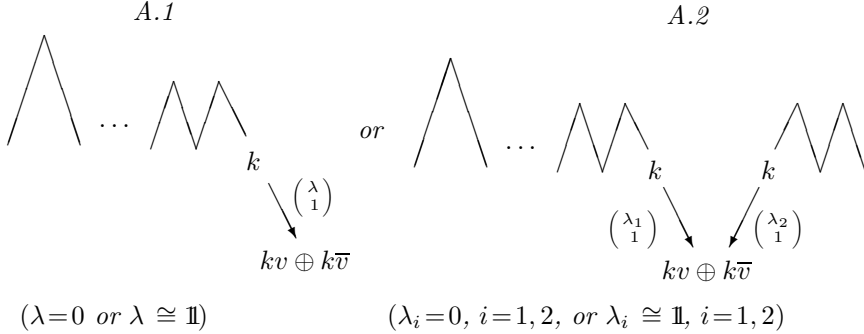 A.1 A.2
… or …
k k k
(λ 1) (λ₁ 1) (λ₂ 1)
kv ⊕ kv̅ kv ⊕ kv̅
(λ=0 or λ ≅ 𝟙) (λᵢ=0, i=1,2, or λᵢ ≅ 𝟙, i=1,2)